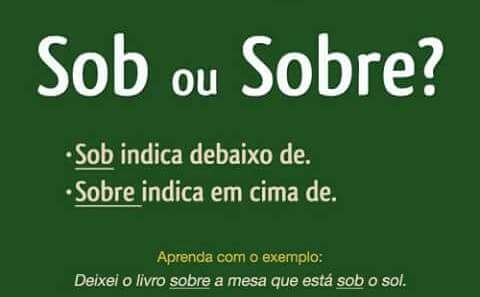 Sob ou Sobre?
·Sob indica debaixo de.
·Sobre indica em cima de.
Aprenda com o exemplo:
Deixei o livro sobre a mesa que está sob o sol.